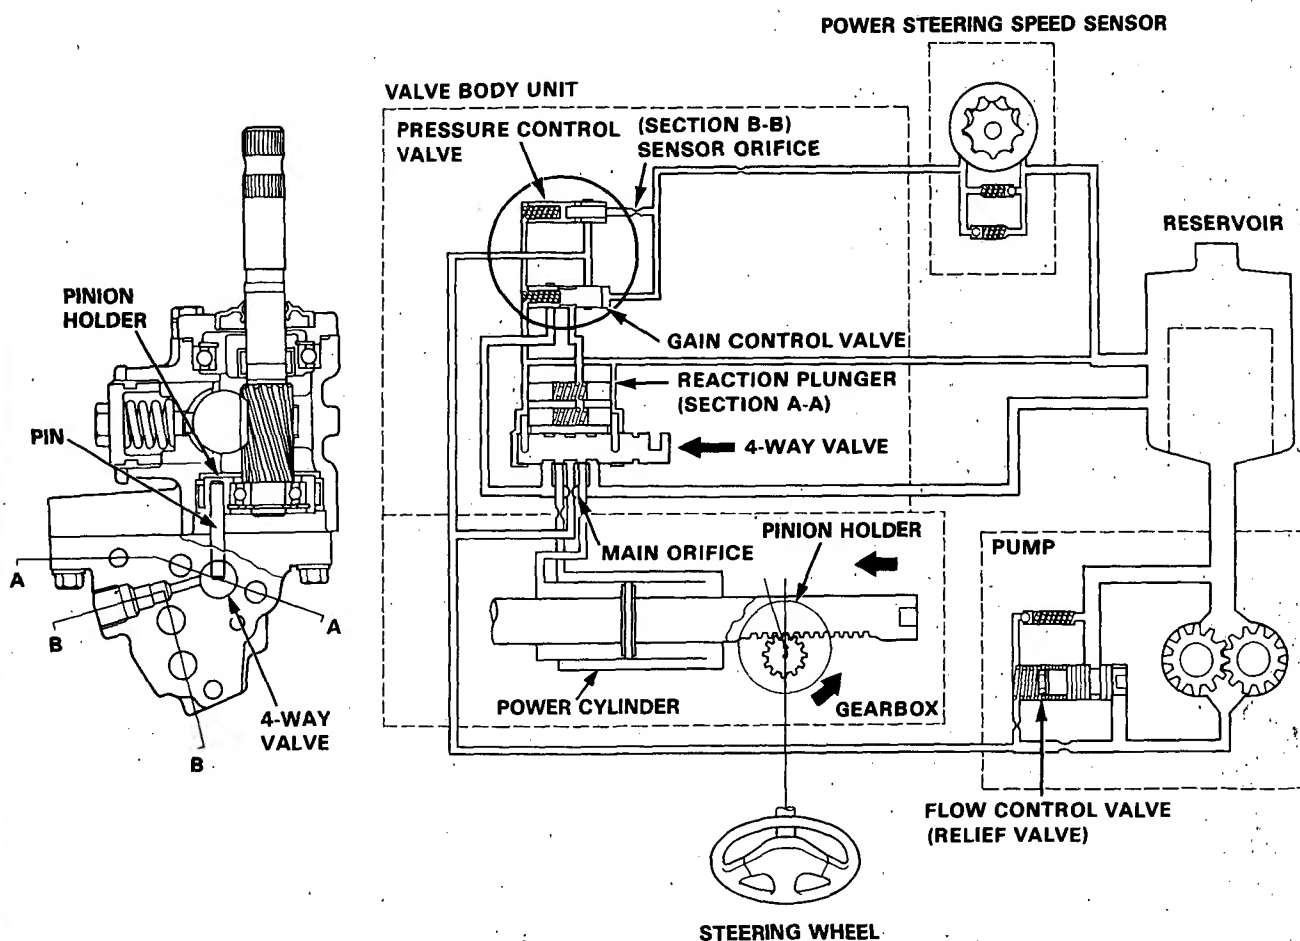 POWER STEERING SPEED SENSOR
VALVE BODY UNIT
PRESSURE CONTROL
VALVE
(SECTION B-B)
SENSOR ORIFICE
RESERVOIR
PINION
HOLDER
GAIN CONTROL VALVE
REACTION PLUNGER
(SECTION A-A)
PIN
4-WAY VALVE
PINION HOLDER
MAIN ORIFICE
PUMP
A
B
A
POWER CYLINDER
GEARBOX
4-WAY
VALVE
B
FLOW CONTROL VALVE
(RELIEF VALVE)
STEERING WHEEL